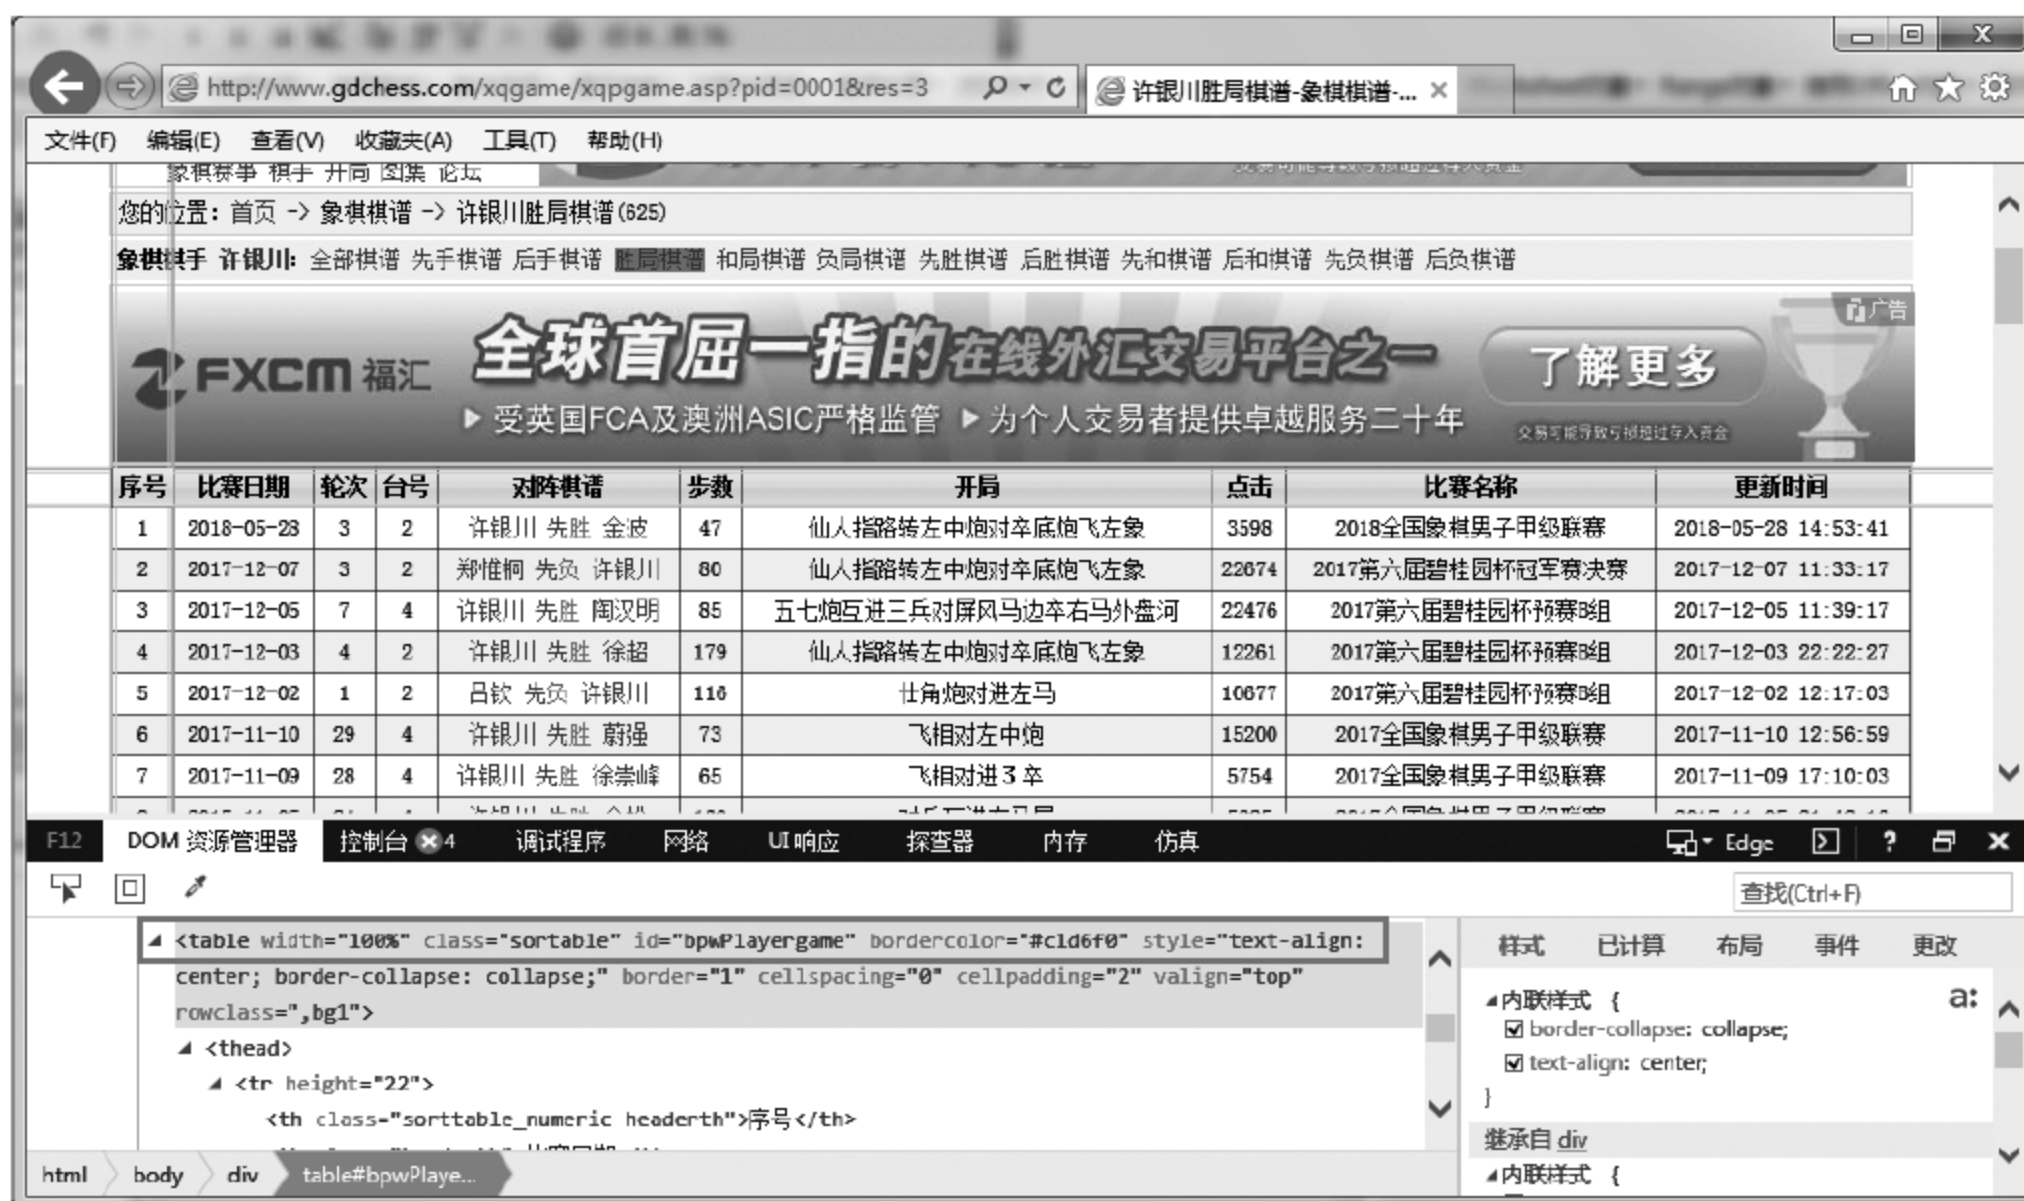 http://www.gdchess.com/xqgame/xqpgame.asp?pid=0001&res=3 许银川胜局棋谱-象棋棋谱-...
文件(F) 编辑(E) 查看(V) 收藏夹(A) 工具(T) 帮助(H)
象棋赛事 棋手 开局 图集 论坛
您的位置: 首页 -> 象棋棋谱 -> 许银川胜局棋谱(625)
象棋棋手 许银川: 全部棋谱 先手棋谱 后手棋谱 胜局棋谱 和局棋谱 负局棋谱 先胜棋谱 后胜棋谱 先和棋谱 后和棋谱 先负棋谱 后负棋谱
广告
FXCM 福汇 全球首屈一指的在线外汇交易平台之一 了解更多
受英国FCA及澳洲ASIC严格监管 为个人交易者提供卓越服务二十年 交易可能导致亏损超过存入资金
序号 比赛日期 轮次 台号 对阵棋谱 步数 开局 点击 比赛名称 更新时间
1 2018-05-28 3 2 许银川 先胜 金波 47 仙人指路转左中炮对卒底炮飞左象 3598 2018全国象棋男子甲级联赛 2018-05-28 14:53:41
2 2017-12-07 3 2 郑惟桐 先负 许银川 80 仙人指路转左中炮对卒底炮飞左象 22674 2017第六届碧桂园杯冠军赛决赛 2017-12-07 11:33:17
3 2017-12-05 7 4 许银川 先胜 陶汉明 85 五七炮互进三兵对屏风马边卒右马外盘河 22476 2017第六届碧桂园杯预赛B组 2017-12-05 11:39:17
4 2017-12-03 4 2 许银川 先胜 徐超 179 仙人指路转左中炮对卒底炮飞左象 12261 2017第六届碧桂园杯预赛B组 2017-12-03 22:22:27
5 2017-12-02 1 2 吕钦 先负 许银川 116 仕角炮对进左马 10677 2017第六届碧桂园杯预赛B组 2017-12-02 12:17:03
6 2017-11-10 29 4 许银川 先胜 蔚强 73 飞相对左中炮 15200 2017全国象棋男子甲级联赛 2017-11-10 12:56:59
7 2017-11-09 28 4 许银川 先胜 徐崇峰 65 飞相对进3卒 5754 2017全国象棋男子甲级联赛 2017-11-09 17:10:03
F12 DOM 资源管理器 控制台 4 调试程序 网络 UI 响应 探查器 内存 仿真 Edge ?
查找(Ctrl+F)
<table width="100%" class="sortable" id="bpwPlayergame" bordercolor="#c1d6f0" style="text-align:
center; border-collapse: collapse;" border="1" cellspacing="0" cellpadding="2" valign="top"
rowclass=",bg1">
<thead>
<tr height="22">
<th class="sorttable_numeric headerth">序号</th>
html body div table#bpwPlaye...
样式 已计算 布局 事件 更改
内联样式 { a:
border-collapse: collapse;
text-align: center;
}
继承自 div
内联样式 {